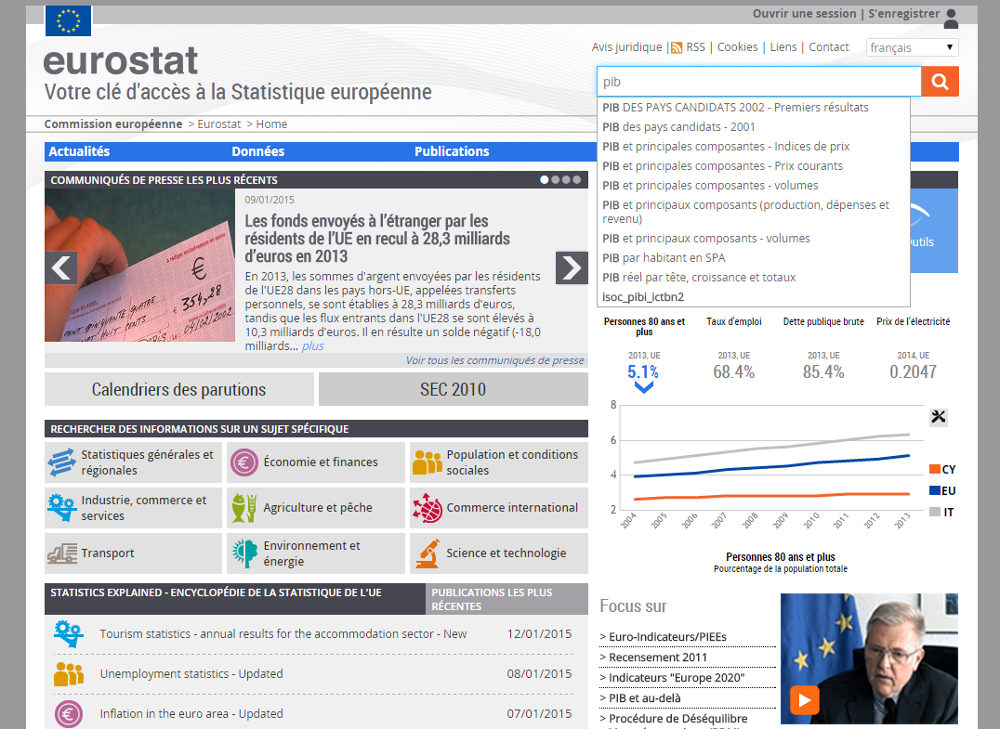 Ouvrir une session | S'enregistrer
eurostat
Votre clé d'accès à la Statistique européenne
Avis juridique | RSS | Cookies | Liens | Contact
français
pib
Commission européenne > Eurostat > Home
PIB DES PAYS CANDIDATS 2002 - Premiers résultats
PIB des pays candidats - 2001
PIB et principales composantes - Indices de prix
PIB et principales composantes - Prix courants
PIB et principales composantes - volumes
PIB et principaux composants (production, dépenses et
revenu)
PIB et principaux composants - volumes
PIB par habitant en SPA
PIB réel par tête, croissance et totaux
isoc_pibi_ictbn2
Actualités Données Publications
COMMUNIQUÉS DE PRESSE LES PLUS RÉCENTS
09/01/2015
Les fonds envoyés à l’étranger par les
résidents de l’UE en recul à 28,3 milliards
d’euros en 2013
En 2013, les sommes d'argent envoyées par les résidents
de l'UE28 dans les pays hors-UE, appelées transferts
personnels, se sont établies à 28,3 milliards d'euros,
tandis que les flux entrants dans l'UE28 se sont élevés à
10,3 milliards d'euros. Il en résulte un solde négatif (-18,0
milliards... plus
€
354,28
04/02/2002
Voir tous les communiqués de presse
Calendriers des parutions
SEC 2010
RECHERCHER DES INFORMATIONS SUR UN SUJET SPÉCIFIQUE
Statistiques générales et
régionales
Économie et finances
Population et conditions
sociales
Industrie, commerce et
services
Agriculture et pêche
Commerce international
Transport
Environnement et
énergie
Science et technologie
STATISTICS EXPLAINED - ENCYCLOPÉDIE DE LA STATISTIQUE DE L'UE
PUBLICATIONS LES PLUS
RÉCENTES
Tourism statistics - annual results for the accommodation sector - New 12/01/2015
Unemployment statistics - Updated 08/01/2015
Inflation in the euro area - Updated 07/01/2015
Personnes 80 ans et
plus
Taux d'emploi
Dette publique brute
Prix de l'électricité
2013, UE 2013, UE 2013, UE 2014, UE
5.1% 68.4% 85.4% 0.2047
8
6
4
2
2004 2005 2006 2007 2008 2009 2010 2011 2012 2013
CY
EU
IT
Personnes 80 ans et plus
Pourcentage de la population totale
Focus sur
> Euro-Indicateurs/PIEEs
> Recensement 2011
> Indicateurs "Europe 2020"
> PIB et au-delà
> Procédure de Déséquilibre